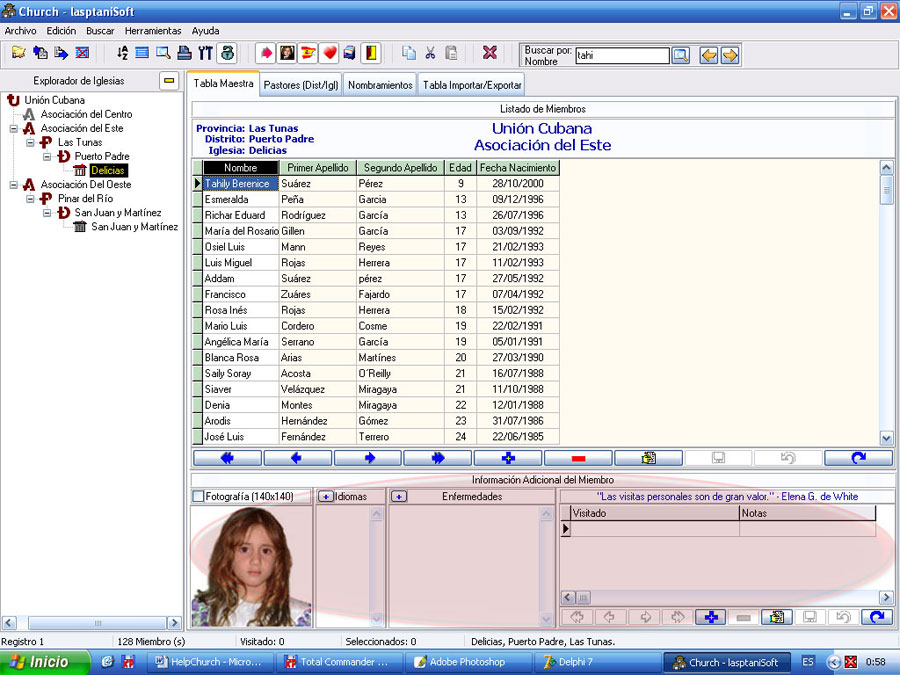 Church - IasptaniSoft
Archivo Edición Buscar Herramientas Ayuda
Buscar por:
Nombre
tahi
Explorador de Iglesias
Unión Cubana
Asociación del Centro
Asociación del Este
Las Tunas
Puerto Padre
Delicias
Asociación Del Oeste
Pinar del Río
San Juan y Martínez
San Juan y Martínez
Tabla Maestra Pastores (Dist/Igl) Nombramientos Tabla Importar/Exportar
Listado de Miembros
Provincia: Las Tunas
Distrito: Puerto Padre
Iglesia: Delicias
Unión Cubana
Asociación del Este
Nombre Primer Apellido Segundo Apellido Edad Fecha Nacimiento
Tahily Berenice Suárez Pérez 9 28/10/2000
Esmeralda Peña Garcia 13 09/12/1996
Richar Eduard Rodríguez García 13 26/07/1996
María del Rosario Gillen García 17 03/09/1992
Osiel Luis Mann Reyes 17 21/02/1993
Luis Miguel Rojas Herrera 17 11/02/1993
Addam Suárez pérez 17 27/05/1992
Francisco Zuáres Fajardo 17 07/04/1992
Rosa Inés Rojas Herrera 18 15/02/1992
Mario Luis Cordero Cosme 19 22/02/1991
Angélica María Serrano García 19 05/01/1991
Blanca Rosa Arias Martínes 20 27/03/1990
Saily Soray Acosta O'Reilly 21 16/07/1988
Siaver Velázquez Miragaya 21 11/10/1988
Denia Montes Miragaya 22 12/01/1988
Arodis Hernández Gómez 23 31/07/1986
José Luis Fernández Terrero 24 22/06/1985
Información Adicional del Miembro
Fotografía (140x140) Idiomas Enfermedades "Las visitas personales son de gran valor." - Elena G. de White
Visitado Notas
Registro 1 128 Miembro (s) Visitado: 0 Seleccionados: 0 Delicias, Puerto Padre, Las Tunas.
Inicio HelpChurch - Micro... Total Commander ... Adobe Photoshop Delphi 7 Church - IasptaniSoft ES 0:58